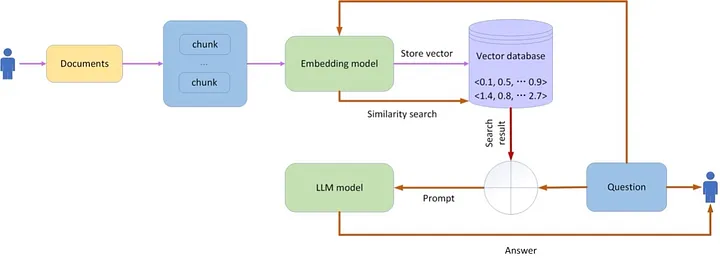 Documents
chunk
...
chunk
Embedding model
Store vector
Similarity search
Vector database
<0.1, 0.5, ⋯ 0.9>
<1.4, 0.8, ⋯ 2.7>
Search
result
LLM model
Prompt
Question
Answer